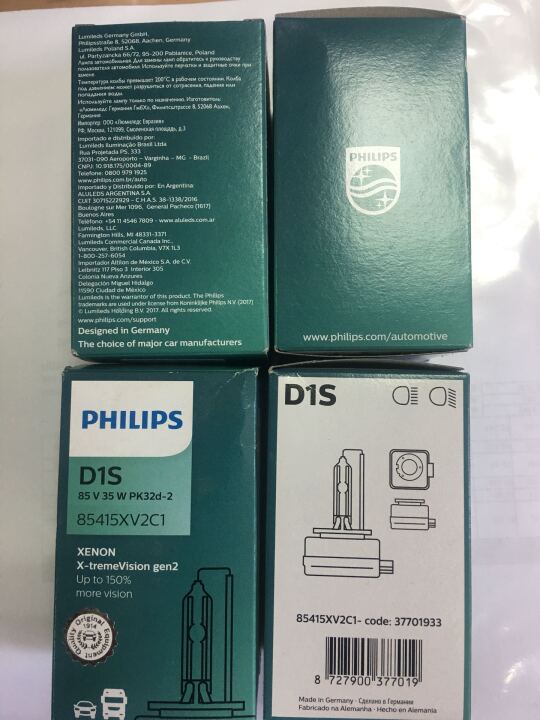 Lumileds Germany GmbH,
Philipsstraße 8, 52068, Aachen, Germany
Lumileds Poland S.A.
ul. Partyzancka 66/72, 95-200 Pabianice, Poland
Лампа автомобильная. Для замены ламп обратитесь к руководству
пользователя автомобиля. Используйте перчатки и защитные очки при
замене.
Температура колбы превышает 200°C в рабочем состоянии. Колба
под давлением может разрушиться от сотрясения, падения или
попадания воды.
Используйте лампу только по назначению. Изготовитель:
«Люмиледс Германия ГмбХ», Филипсштрассе 8, 52068 Аахен,
Германия
Импортер: ООО «Люмиледс Евразия»
РФ, Москва, 121099, Смоленская площадь, д.3
Importado e distribuido por:
Lumileds Iluminação Brasil Ltda
Rua Projetada PS, 333
37031-090 Aeroporto - Varginha - MG - Brazil
CNPJ: 10.918.175/0004-89
Telefone: 0800 979 1925
www.philips.com.br/auto
Importado y Distribuido por: En Argentina:
ALULEDS ARGENTINA S.A.
CUIT 30715222929 - C.H.A.S. 38-1338/2016
Boulogne sur Mer 1096, General Pacheco (1617)
Buenos Aires
Teléfono: +54 11 4546 7809 - www.aluleds.com.ar
Lumileds, LLC
Farmington Hills, MI 48331-3371
Lumileds Commercial Canada Inc.,
Vancouver, British Columbia, V7X 1L3
1-800-257-6054
Importador Altilon de México S.A. de C.V.
Leibnitz 117 Piso 3 Interior 305
Colonia Nueva Anzures
Delegación Miguel Hidalgo
11590 Ciudad de México
Lumileds is the warrantor of this product. The Philips
trademarks are used under license from Koninklijke Philips N.V. (2017)
© Lumileds Holding B.V. 2017. All rights reserved.
www.philips.com/support
Designed in Germany
The choice of major car manufacturers
PHILIPS
www.philips.com/automotive
PHILIPS
D1S
85 V 35 W PK32d-2
85415XV2C1
XENON
X-tremeVision gen2
Up to 150%
more vision
Quality Original Equipment
1914
D1S
85415XV2C1- code: 37701933
8 727900 377019
Made in Germany · Сделано в Германии
Fabricado na Alemanha · Hecho en Alemania